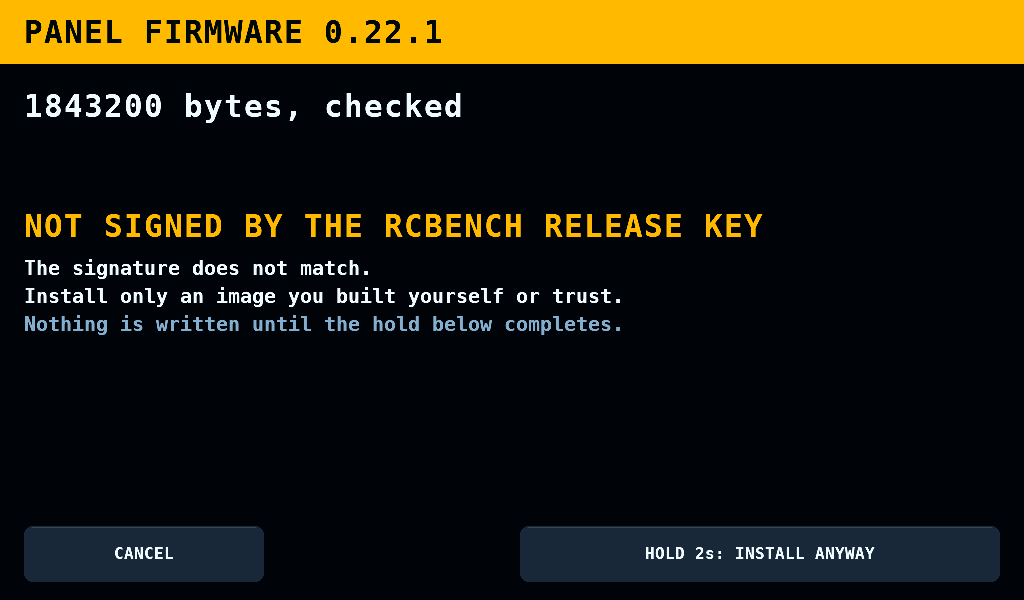 PANEL FIRMWARE 0.22.1
1843200 bytes, checked
NOT SIGNED BY THE RCBENCH RELEASE KEY
The signature does not match.
Install only an image you built yourself or trust.
Nothing is written until the hold below completes.
CANCEL
HOLD 2s: INSTALL ANYWAY